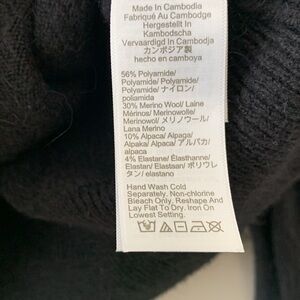 Made In Cambodia
Fabriqué Au Cambodge
Hergestellt In
Kambodscha
Vervaardigd In Cambodja
カンボジア製
hecho en camboya
56% Polyamide/
Polyamide/ Polyamid/
Polyamide/ ナイロン/
poliamida
30% Merino Wool/ Laine
Mérinos/ Merinowolle/
Merinowol/ メリノウール/
Lana Merino
10% Alpaca/ Alpaga/
Alpaka/ Alpaca/ アルパカ/
alpaca
4% Elastane/ Élasthanne/
Elastan/ Elastaan/ ポリウレ
タン/ elastano
Hand Wash Cold
Separately. Non-chlorine
Bleach Only. Reshape And
Lay Flat To Dry. Iron On
Lowest Setting.